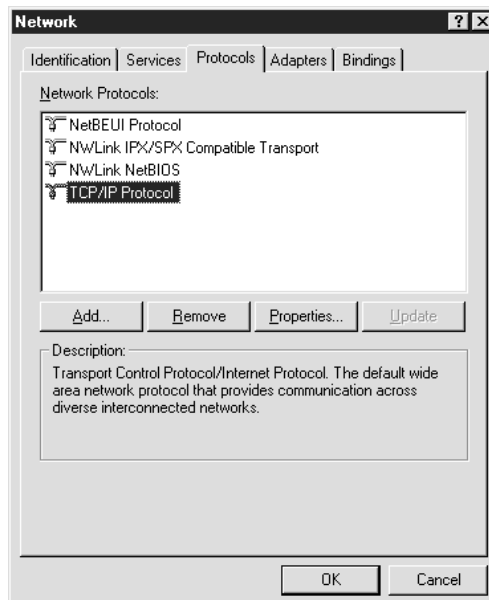 Network
Identification Services Protocols Adapters Bindings
Network Protocols:
NetBEUI Protocol
NWLink IPX/SPX Compatible Transport
NWLink NetBIOS
TCP/IP Protocol
Add... Remove Properties... Update
Description:
Transport Control Protocol/Internet Protocol. The default wide
area network protocol that provides communication across
diverse interconnected networks.
OK Cancel